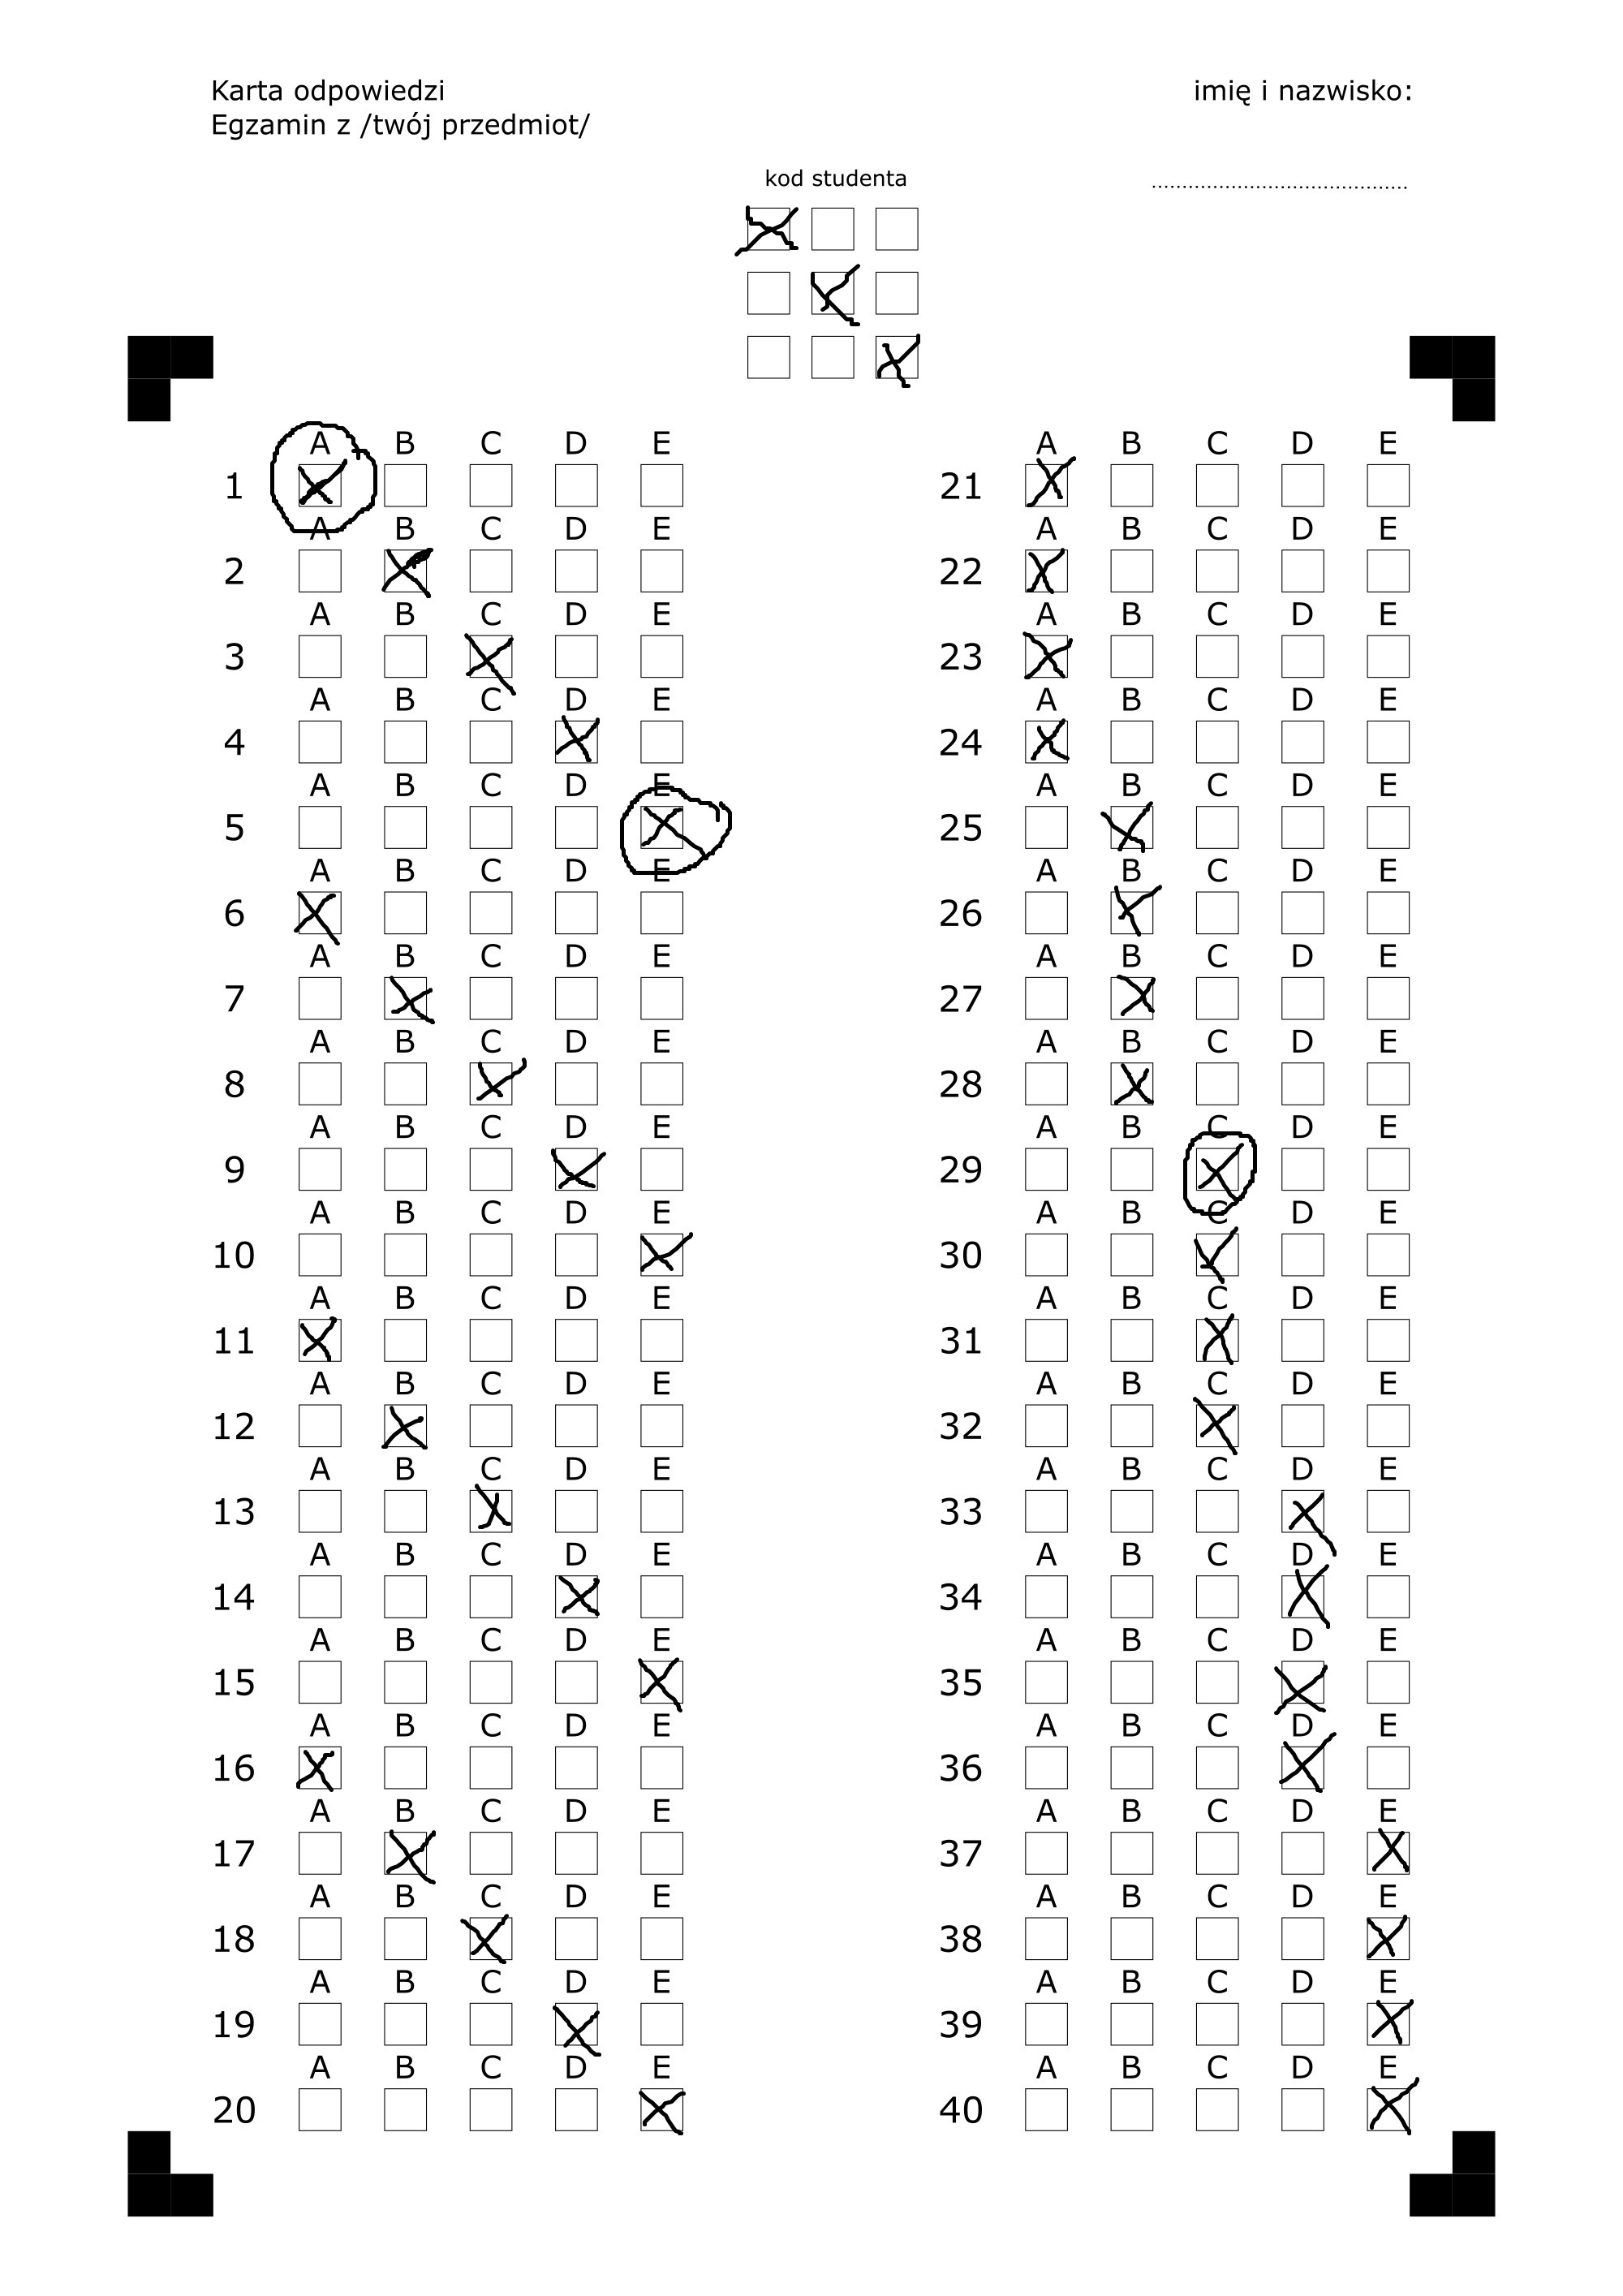 Karta odpowiedzi
imię i nazwisko:
Egzamin z /twój przedmiot/
kod studenta
A B C D E
1
A B C D E
2
A B C D E
3
A B C D E
4
A B C D E
5
A B C D E
6
A B C D E
7
A B C D E
8
A B C D E
9
A B C D E
10
A B C D E
11
A B C D E
12
A B C D E
13
A B C D E
14
A B C D E
15
A B C D E
16
A B C D E
17
A B C D E
18
A B C D E
19
A B C D E
20
A B C D E
21
A B C D E
22
A B C D E
23
A B C D E
24
A B C D E
25
A B C D E
26
A B C D E
27
A B C D E
28
A B C D E
29
A B C D E
30
A B C D E
31
A B C D E
32
A B C D E
33
A B C D E
34
A B C D E
35
A B C D E
36
A B C D E
37
A B C D E
38
A B C D E
39
A B C D E
40